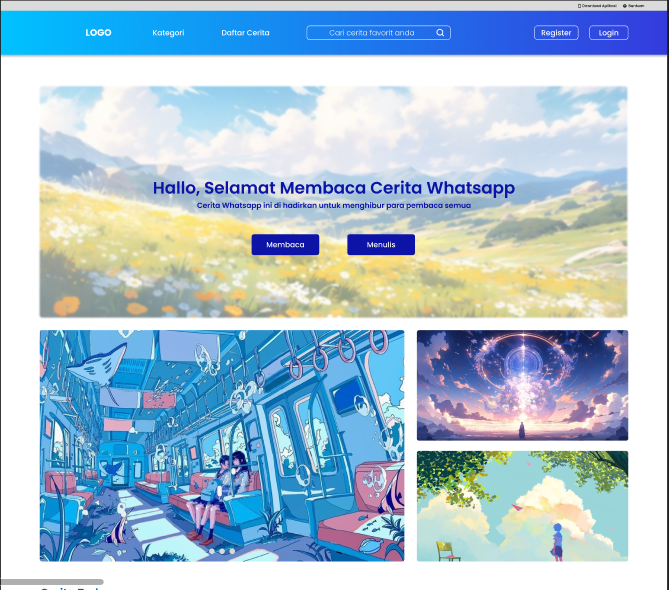 Download Aplikasi Bantuan
LOGO Kategori Daftar Cerita Cari cerita favorit anda Register Login
Hallo, Selamat Membaca Cerita Whatsapp
Cerita Whatsapp ini di hadirkan untuk menghibur para pembaca semua
Membaca Menulis